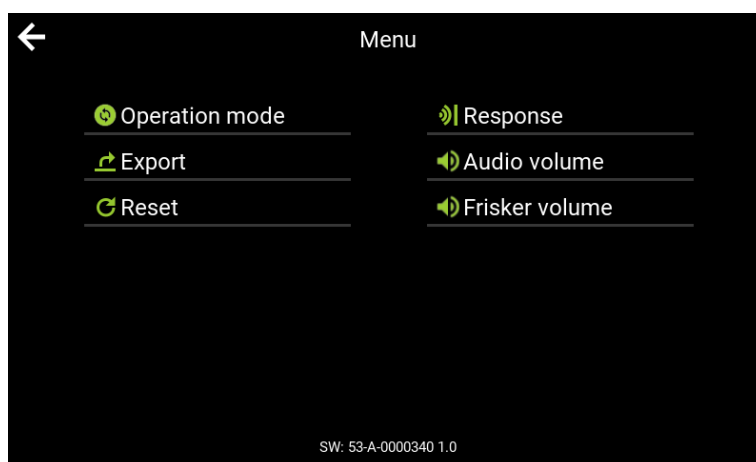 Menu
Operation mode
Export
Reset
Response
Audio volume
Frisker volume
SW: 53-A-0000340 1.0